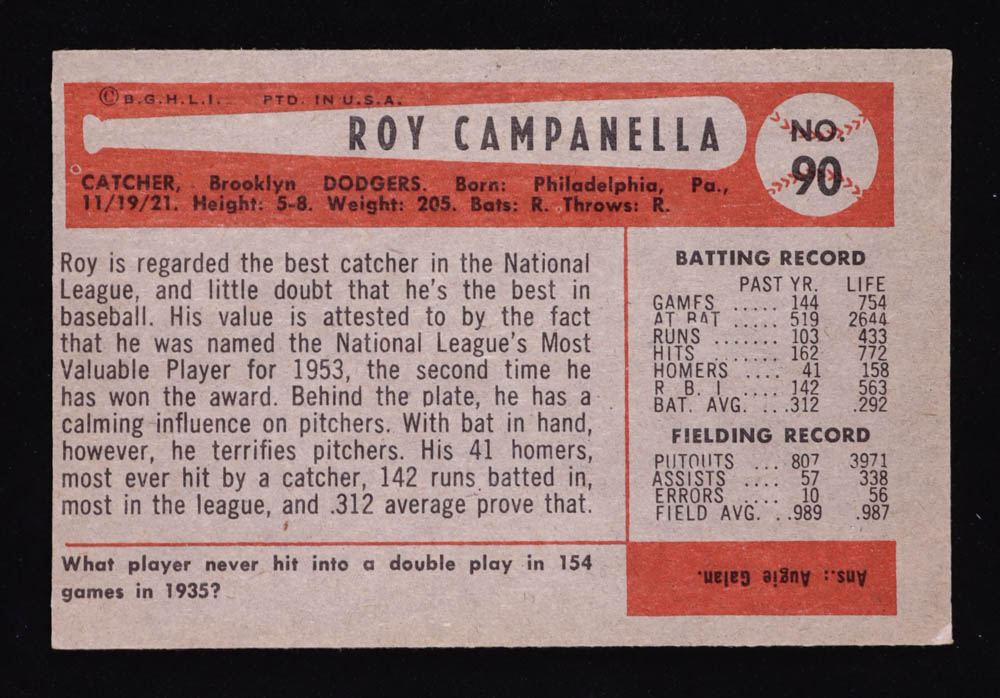 ©B.G.H.L.I. PTD. IN U.S.A.
ROY CAMPANELLA
NO.
90
CATCHER, Brooklyn DODGERS. Born: Philadelphia, Pa.,
11/19/21. Height: 5-8. Weight: 205. Bats: R. Throws: R.
Roy is regarded the best catcher in the National
League, and little doubt that he's the best in
baseball. His value is attested to by the fact
that he was named the National League's Most
Valuable Player for 1953, the second time he
has won the award. Behind the plate, he has a
calming influence on pitchers. With bat in hand,
however, he terrifies pitchers. His 41 homers,
most ever hit by a catcher, 142 runs batted in,
most in the league, and .312 average prove that.
What player never hit into a double play in 154
games in 1935?
BATTING RECORD
PAST YR. LIFE
GAMES ..... 144 754
AT BAT ..... 519 2644
RUNS ...... 103 433
HITS ....... 162 772
HOMERS .... 41 158
R. B. I. .... 142 563
BAT. AVG. ...312 .292
FIELDING RECORD
PUTOUTS ... 807 3971
ASSISTS .... 57 338
ERRORS .... 10 56
FIELD AVG. ..989 .987
Ans.: Augie Galan.